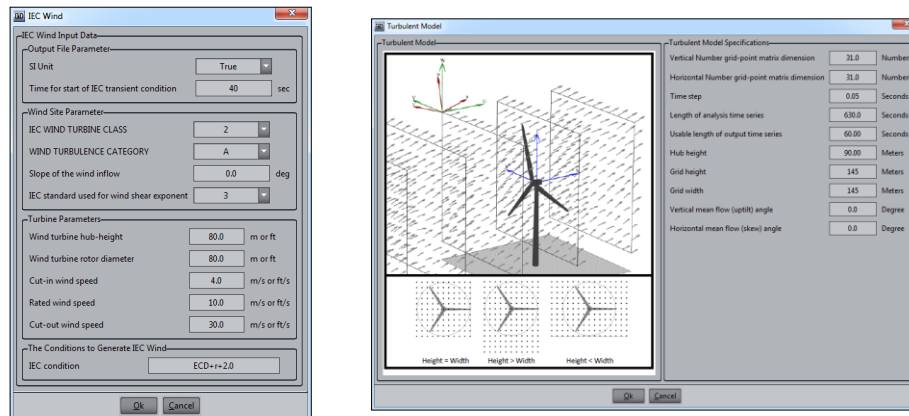 IEC Wind
IEC Wind Input Data
Output File Parameter
SI Unit True
Time for start of IEC transient condition 40 sec
Wind Site Parameter
IEC WIND TURBINE CLASS 2
WIND TURBULENCE CATEGORY A
Slope of the wind inflow 0.0 deg
IEC standard used for wind shear exponent 3
Turbine Parameters
Wind turbine hub-height 80.0 m or ft
Wind turbine rotor diameter 80.0 m or ft
Cut-in wind speed 4.0 m/s or ft/s
Rated wind speed 10.0 m/s or ft/s
Cut-out wind speed 30.0 m/s or ft/s
The Conditions to Generate IEC Wind
IEC condition ECD+r+2.0
Ok Cancel
Turbulent Model
Turbulent Model
Height = Width Height > Width Height < Width
Turbulent Model Specifications
Vertical Number grid-point matrix dimension 31.0 Number
Horizontal Number grid-point matrix dimension 31.0 Number
Time step 0.05 Seconds
Length of analysis time series 630.0 Seconds
Usable length of output time series 60.00 Seconds
Hub height 90.00 Meters
Grid height 145 Meters
Grid width 145 Meters
Vertical mean flow (uptilt) angle 0.0 Degree
Horizontal mean flow (skew) angle 0.0 Degree
Ok Cancel